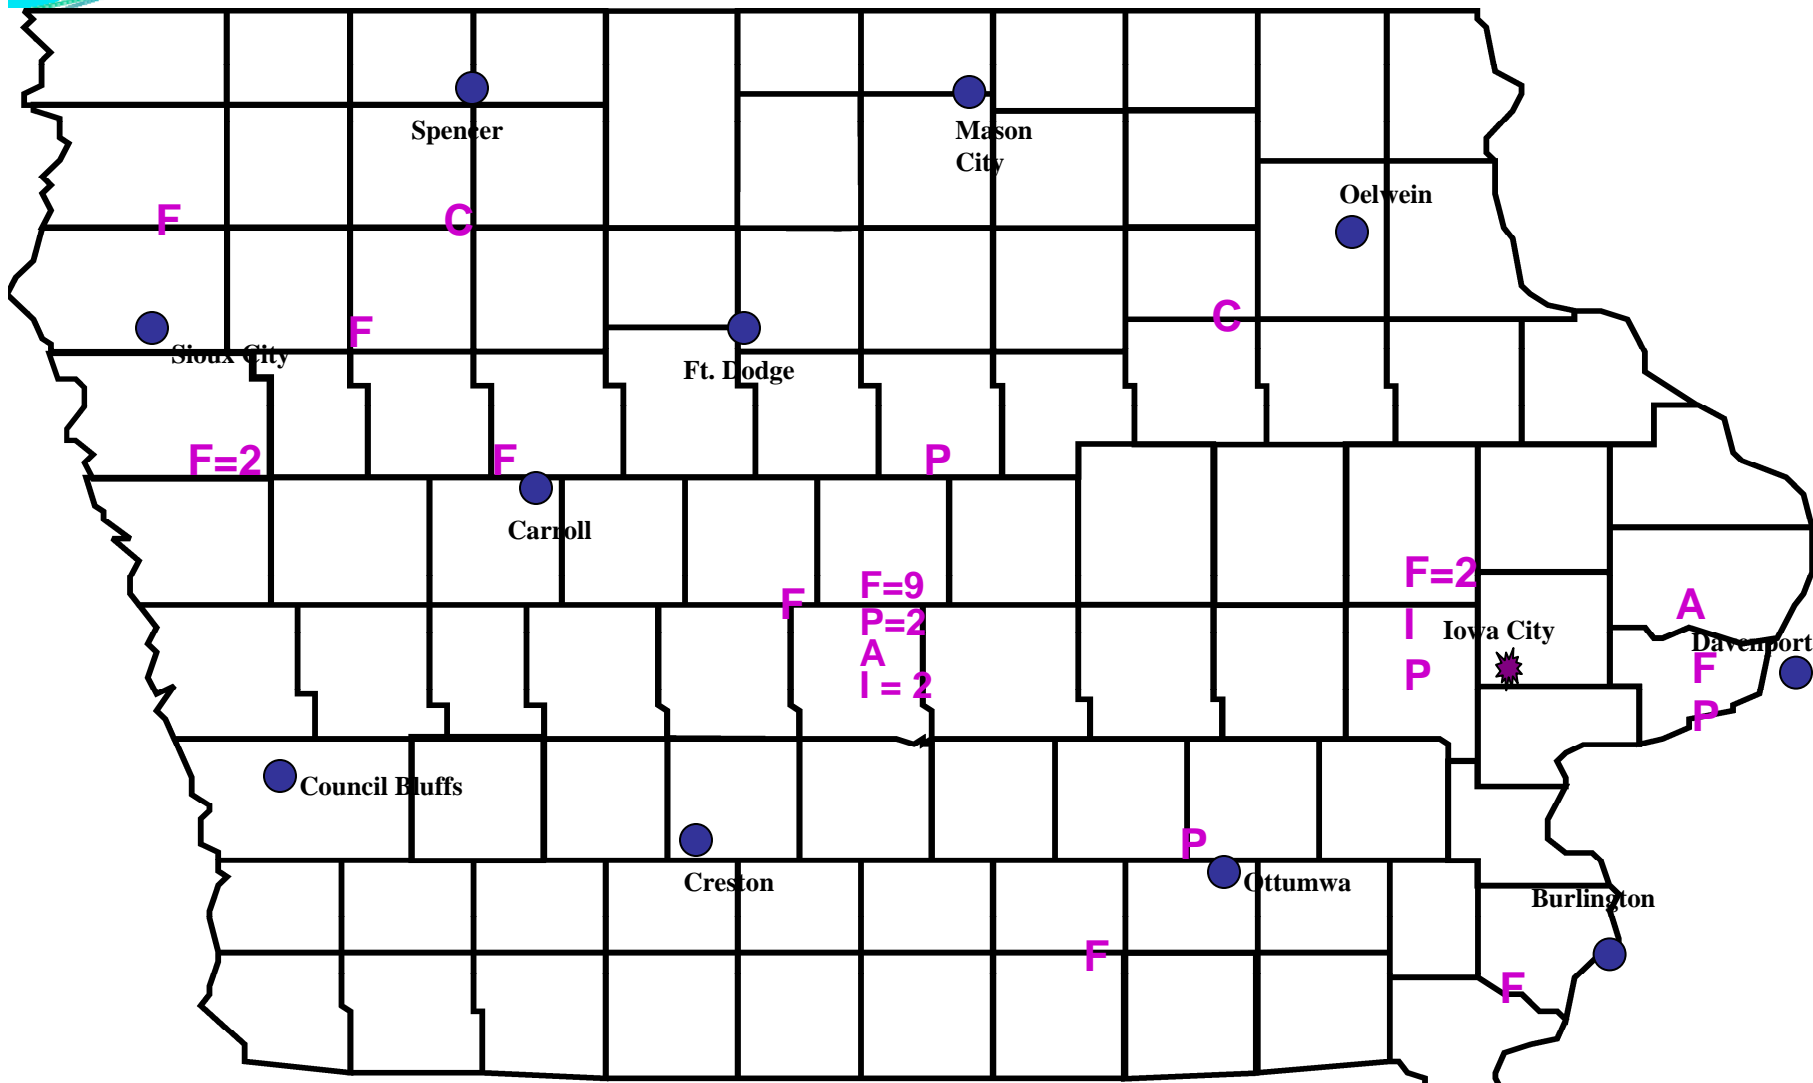 Spencer
Mason
City
Oelwein
F
C
C
F
Sioux City
Ft. Dodge
F=2
F
P
Carroll
F
F=9
P=2
A
I = 2
F=2
I
P
Iowa City
A
Davenport
F
P
Council Bluffs
Creston
P
Ottumwa
Burlington
F
F